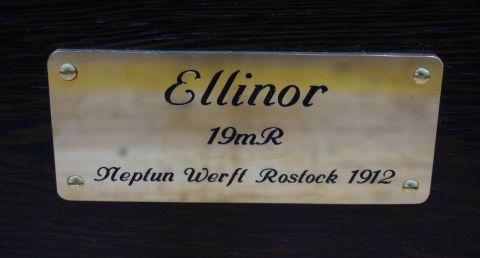 Ellinor
19mR
Neptun Werft Rostock 1912